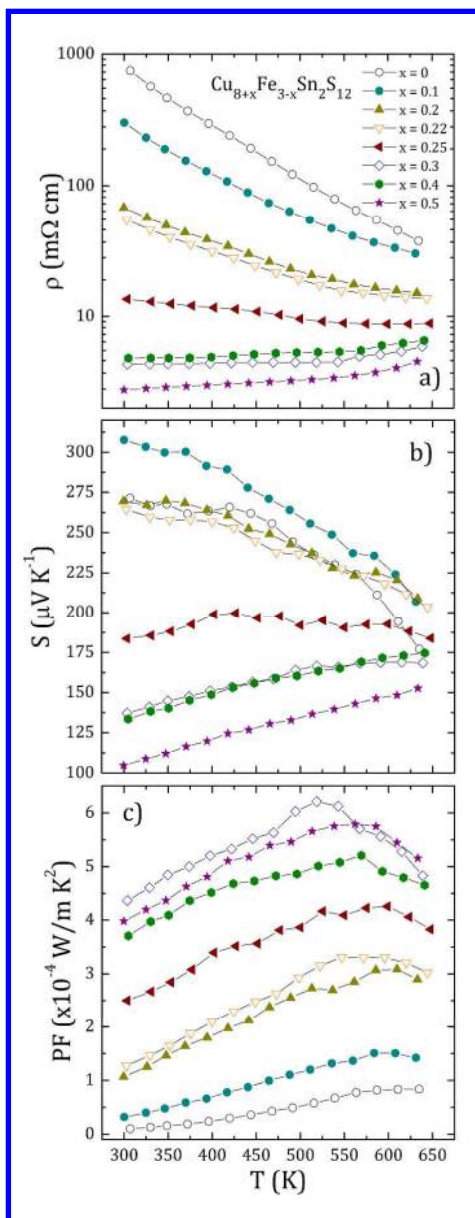 1000
100
10
ρ (mΩ cm)
Cu8+xFe3-xSn2S12
x = 0
x = 0.1
x = 0.2
x = 0.22
x = 0.25
x = 0.3
x = 0.4
x = 0.5
a)
300
275
250
225
200
175
150
125
100
S (μV K-1)
b)
6
5
4
3
2
1
0
PF (x10-4 W/m K2)
c)
300 350 400 450 500 550 600 650
T (K)